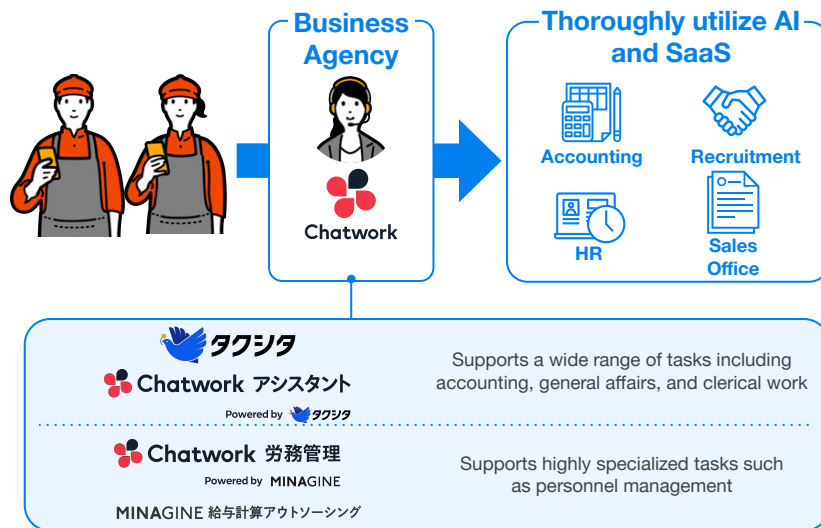 Business
Agency
Chatwork
Thoroughly utilize AI
and SaaS
Accounting
Recruitment
HR
Sales
Office
タクシタ
Chatwork アシスタント
Powered by タクシタ
Supports a wide range of tasks including
accounting, general affairs, and clerical work
Chatwork 労務管理
Powered by MINAGINE
MINAGINE 給与計算アウトソーシング
Supports highly specialized tasks such
as personnel management